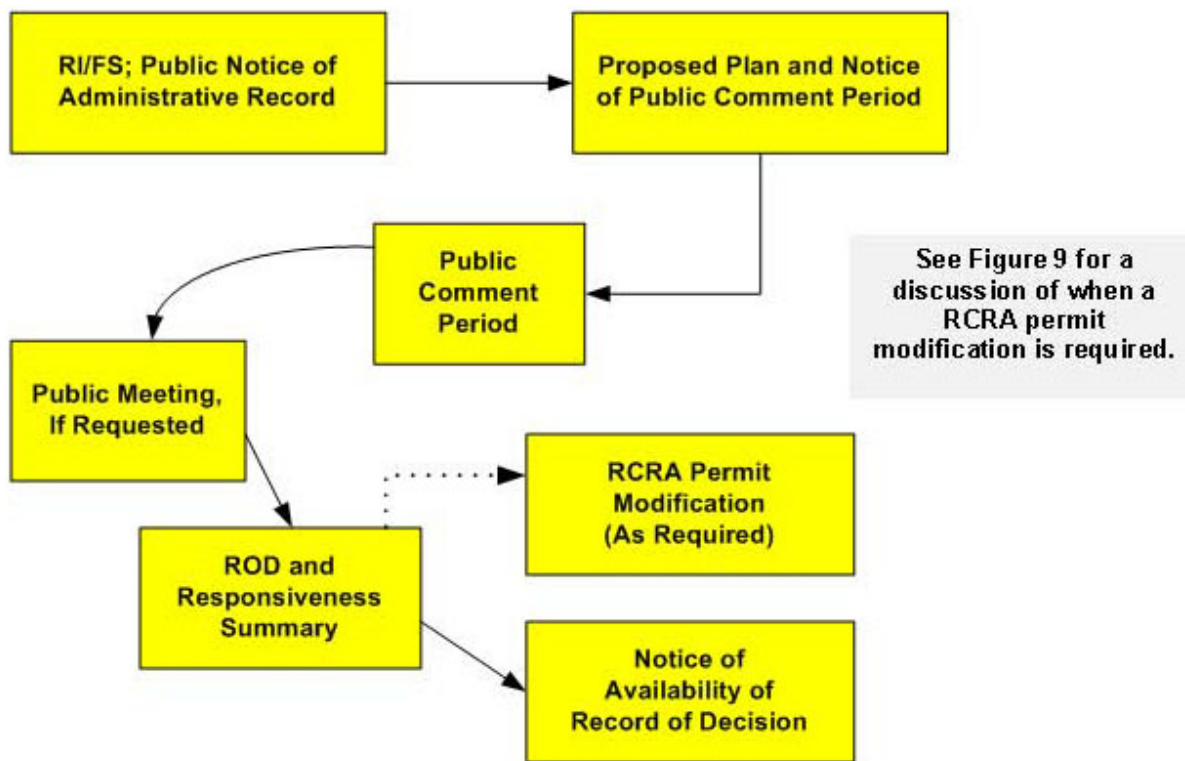 RI/FS; Public Notice of
Administrative Record
Proposed Plan and Notice
of Public Comment Period
Public
Comment
Period
See Figure 9 for a
discussion of when a
RCRA permit
modification is required.
Public Meeting,
If Requested
RCRA Permit
Modification
(As Required)
ROD and
Responsiveness
Summary
Notice of
Availability of
Record of Decision